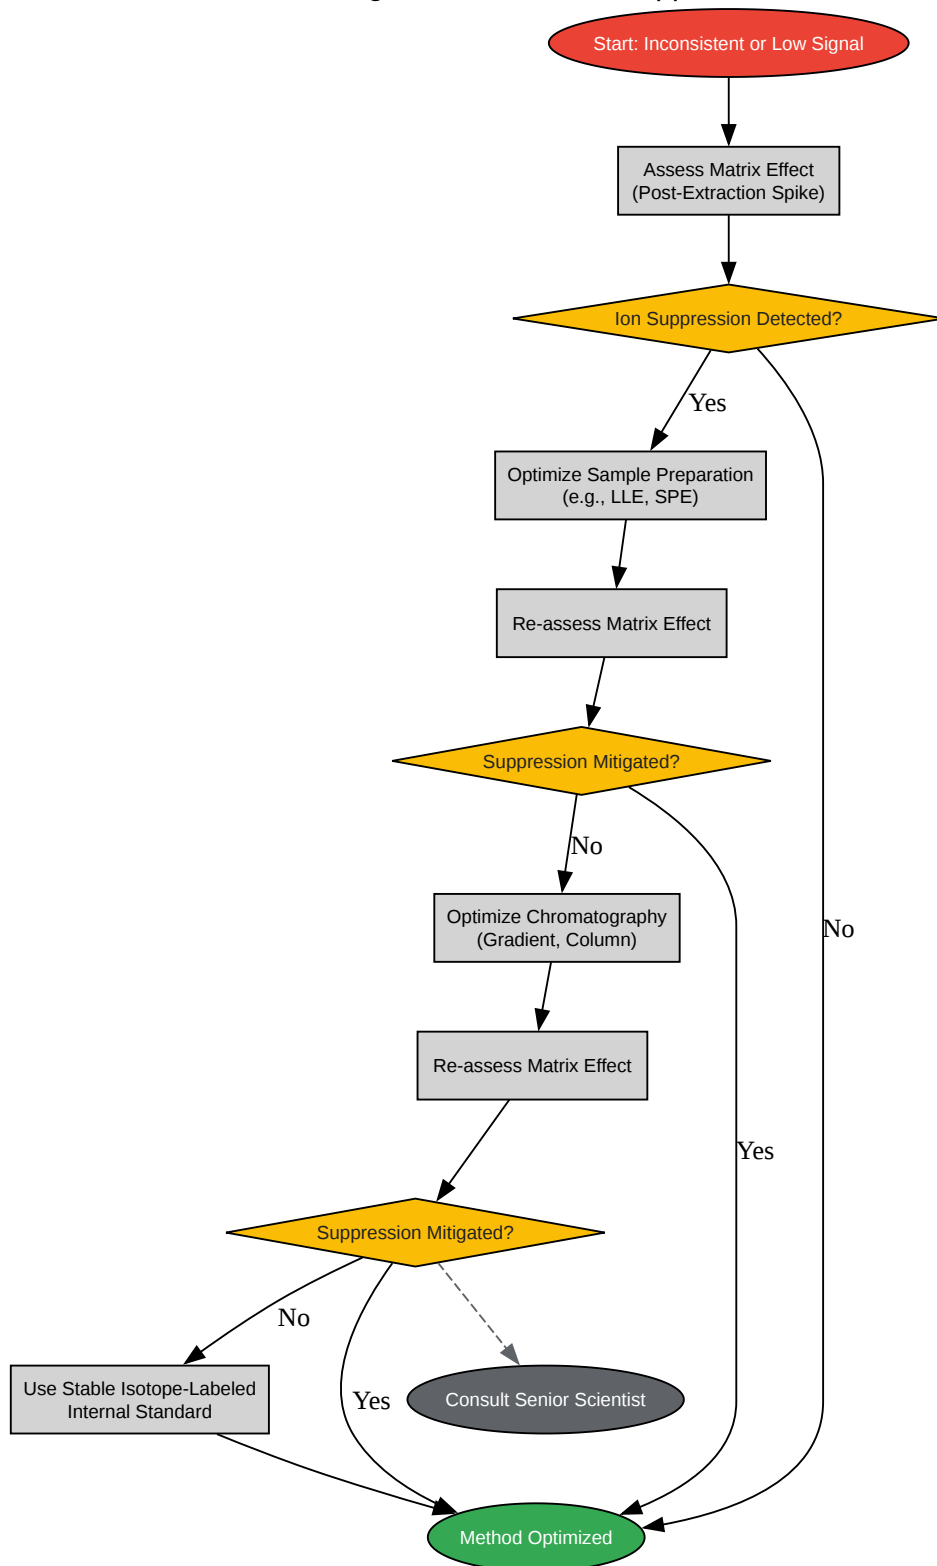 Start: Inconsistent or Low Signal
Assess Matrix Effect
(Post-Extraction Spike)
Ion Suppression Detected?
Yes
Optimize Sample Preparation
(e.g., LLE, SPE)
Re-assess Matrix Effect
Suppression Mitigated?
No
Optimize Chromatography
(Gradient, Column)
No
Re-assess Matrix Effect
Yes
Suppression Mitigated?
No
Use Stable Isotope-Labeled
Internal Standard
Yes
Consult Senior Scientist
Method Optimized